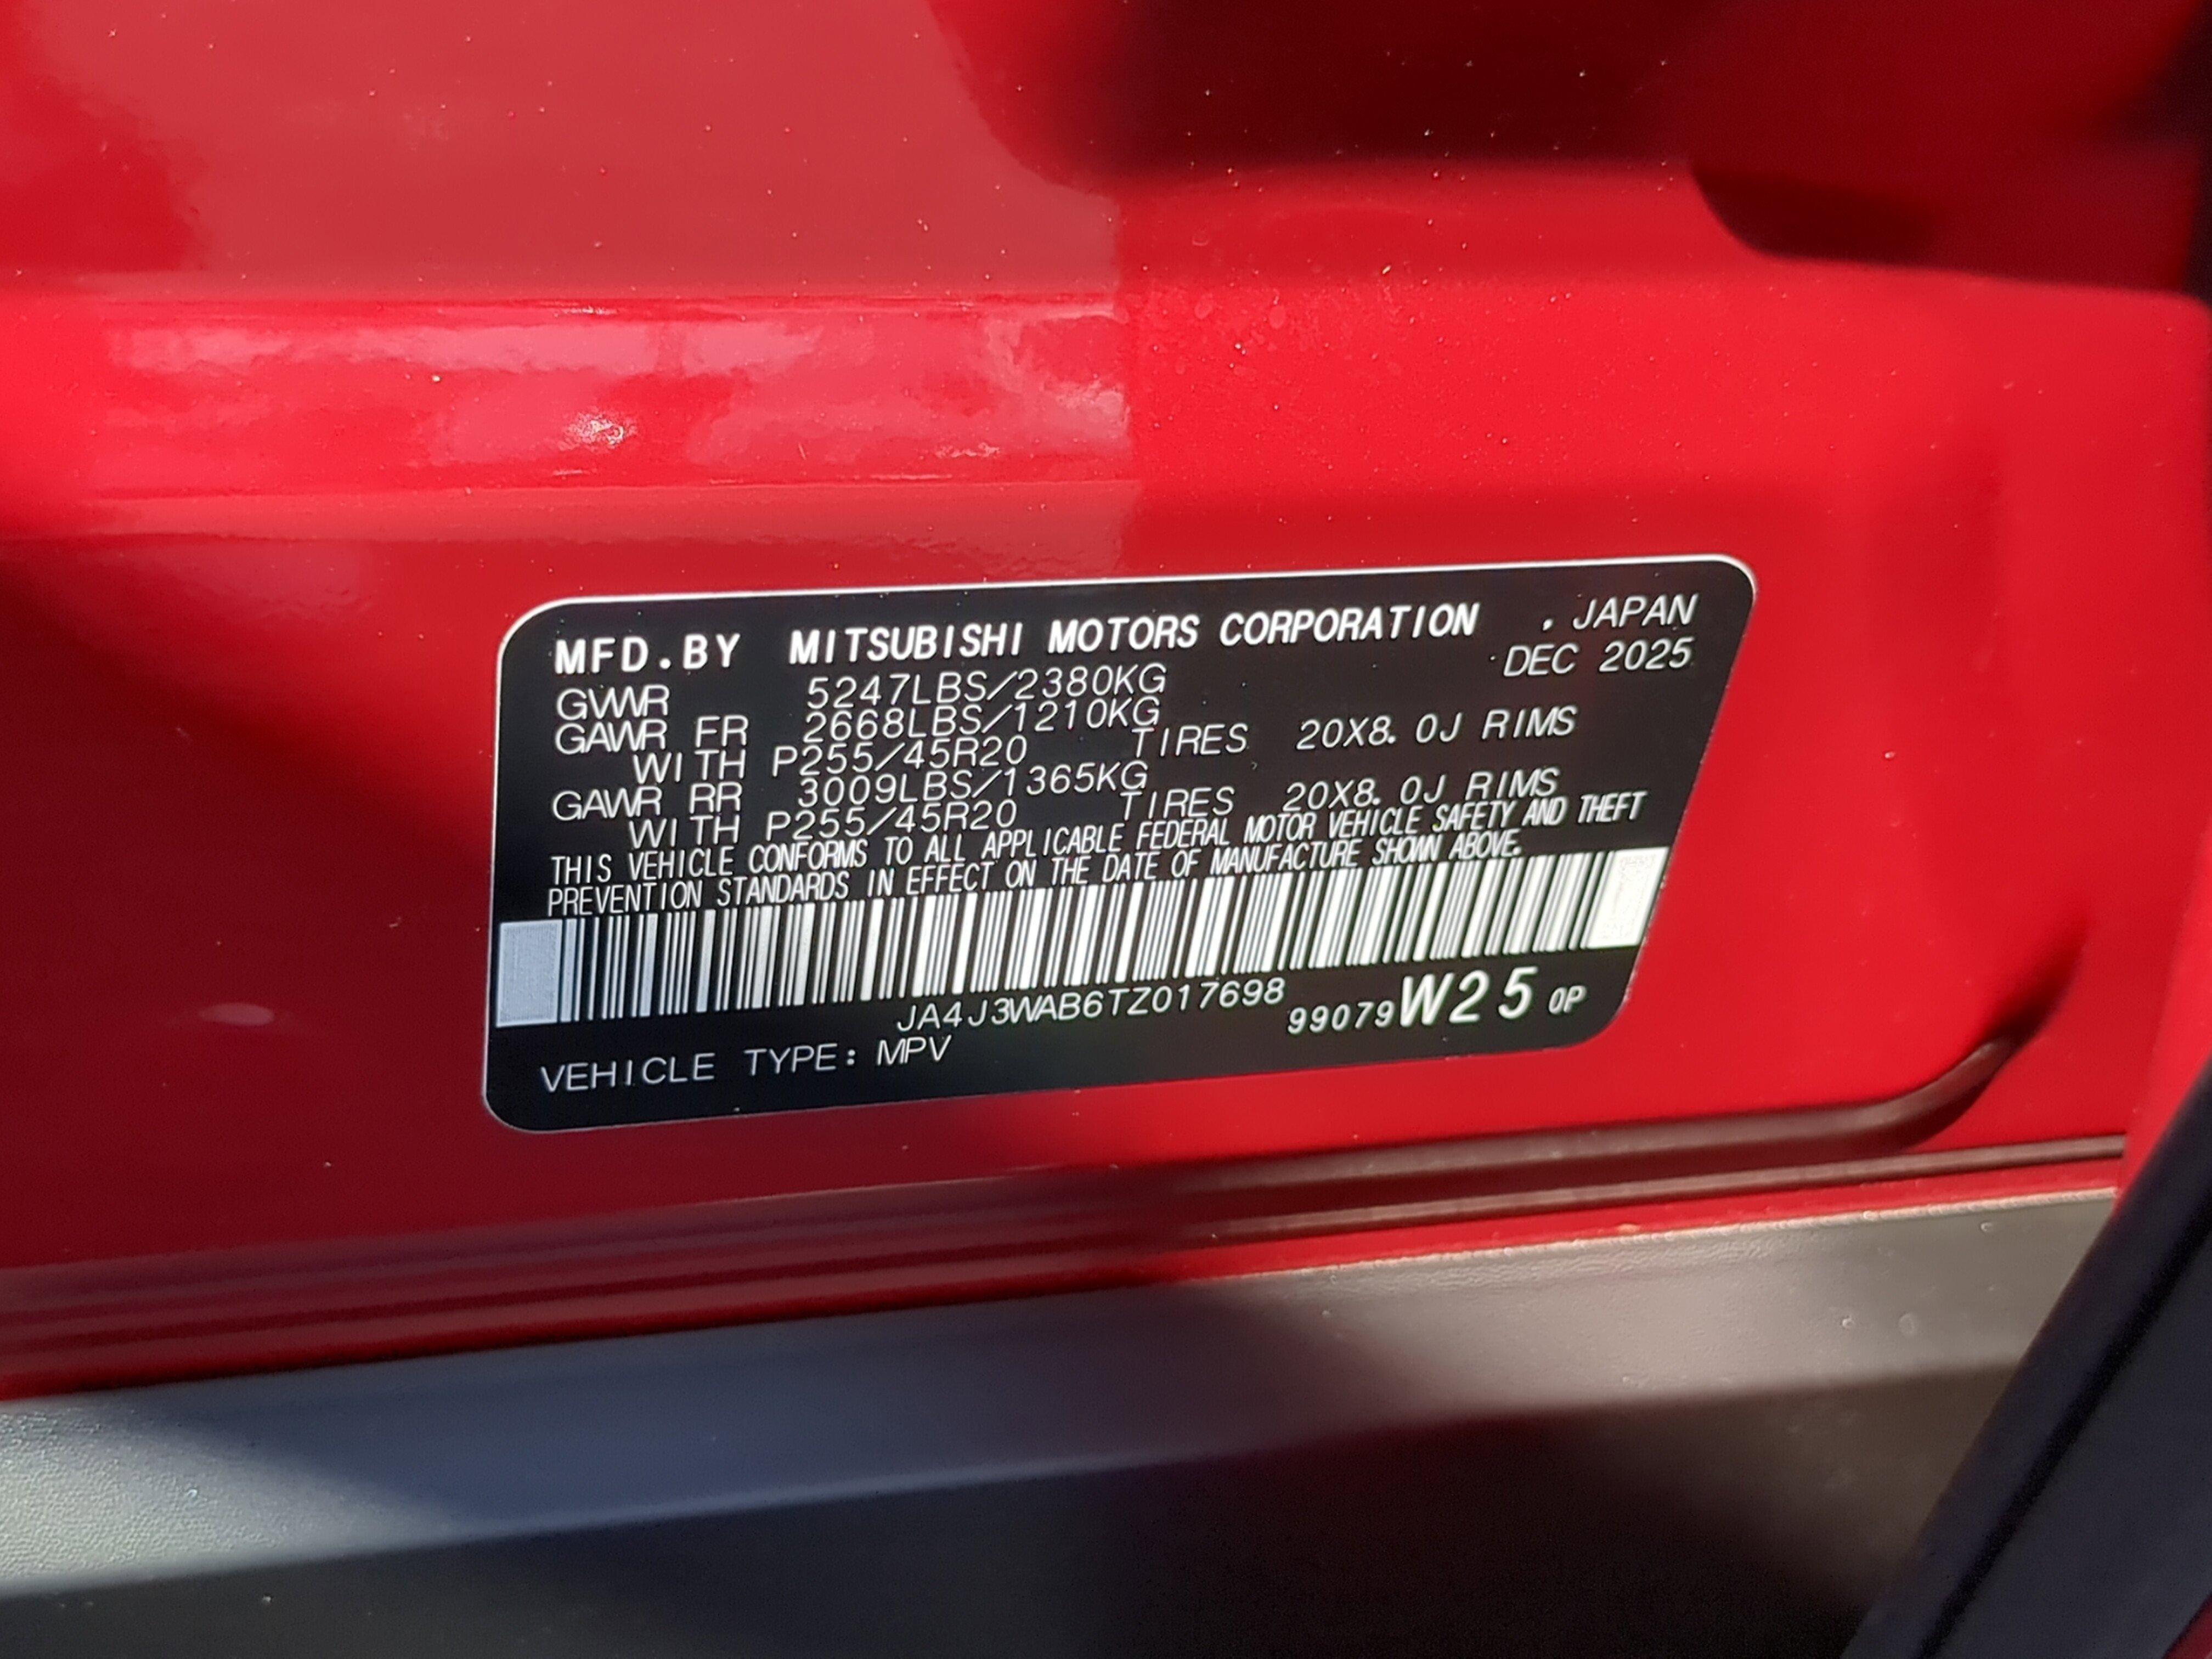 MFD.BY MITSUBISHI MOTORS CORPORATION , JAPAN
DEC 2025
GVWR 5247LBS/2380KG
GAWR FR 2668LBS/1210KG
WITH P255/45R20 TIRES 20X8.0J RIMS
GAWR RR 3009LBS/1365KG
WITH P255/45R20 TIRES 20X8.0J RIMS
THIS VEHICLE CONFORMS TO ALL APPLICABLE FEDERAL MOTOR VEHICLE SAFETY AND THEFT
PREVENTION STANDARDS IN EFFECT ON THE DATE OF MANUFACTURE SHOWN ABOVE.
JA4J3WAB6TZ017698 99079W25 0P
VEHICLE TYPE: MPV